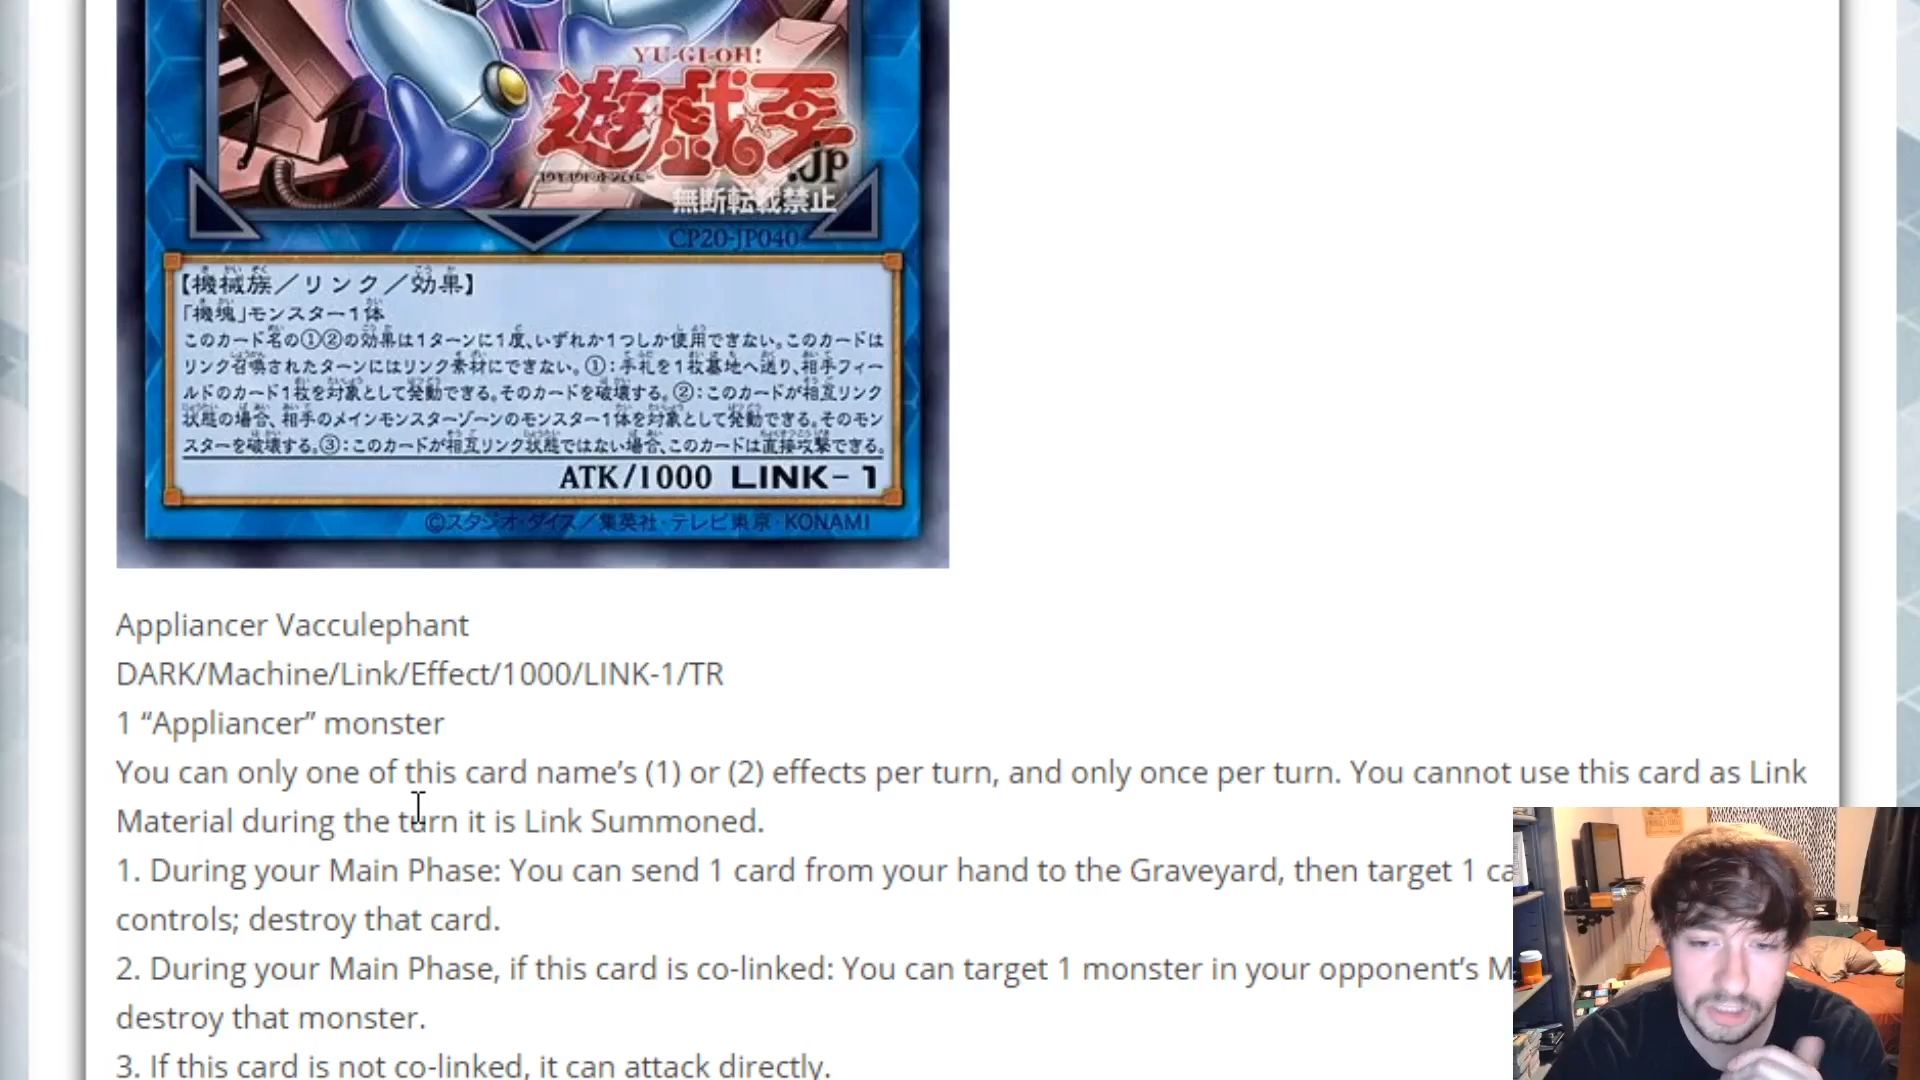 YU-GI-OH!
遊戯王
.jp
無断転載禁止
CP20-JP040
【機械族／リンク／効果】
「機塊」モンスター1体
このカード名の①②の効果は1ターンに1度、いずれか1つしか使用できない。このカードは
リンク召喚されたターンにはリンク素材にできない。①：手札を1枚墓地へ送り、相手フィー
ルドのカード1枚を対象として発動できる。そのカードを破壊する。②：このカードが相互リンク
状態の場合、相手のメインモンスターゾーンのモンスター1体を対象として発動できる。そのモン
スターを破壊する。③：このカードが相互リンク状態ではない場合、このカードは直接攻撃できる。
ATK/1000 LINK-1
©スタジオ・ダイス／集英社・テレビ東京・KONAMI
Appliancer Vacculephant
DARK/Machine/Link/Effect/1000/LINK-1/TR
1 “Appliancer” monster
You can only one of this card name’s (1) or (2) effects per turn, and only once per turn. You cannot use this card as Link
Material during the turn it is Link Summoned.
1. During your Main Phase: You can send 1 card from your hand to the Graveyard, then target 1 ca
controls; destroy that card.
2. During your Main Phase, if this card is co-linked: You can target 1 monster in your opponent’s M
destroy that monster.
3. If this card is not co-linked, it can attack directly.